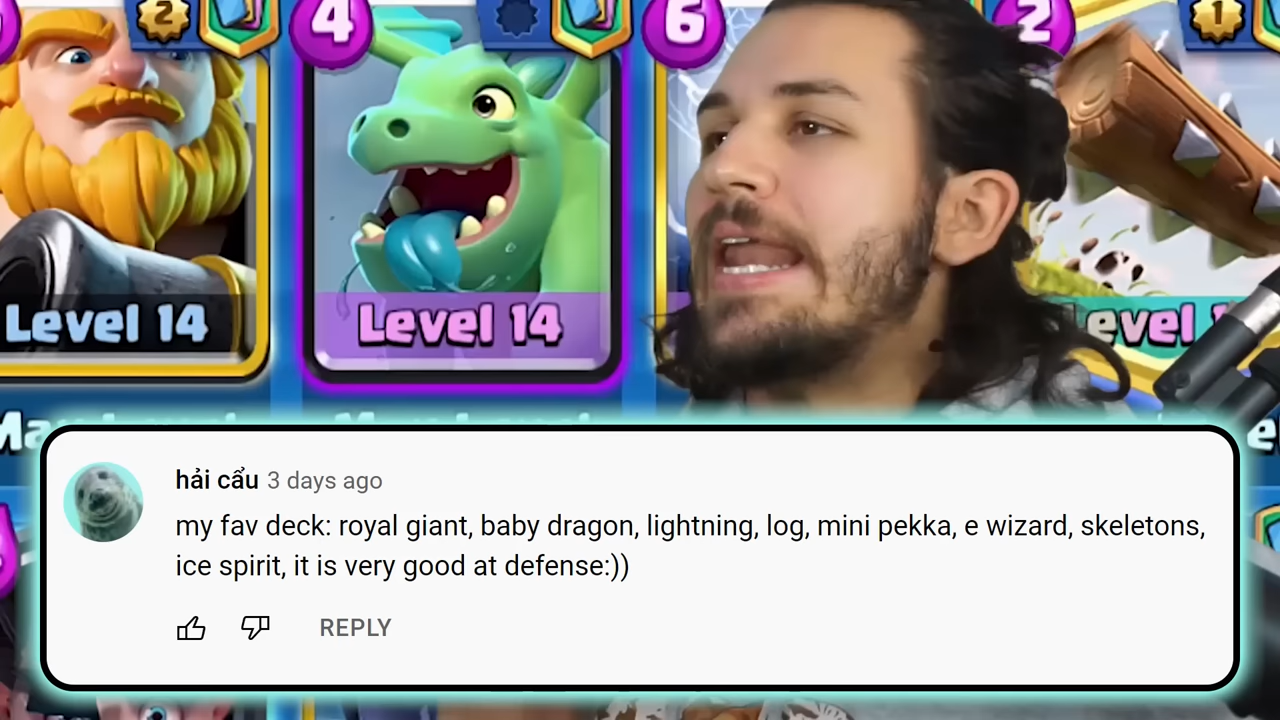 2
4
6
2
1
Level 14
Level 14
hải cẩu 3 days ago
my fav deck: royal giant, baby dragon, lightning, log, mini pekka, e wizard, skeletons,
ice spirit, it is very good at defense:))
REPLY